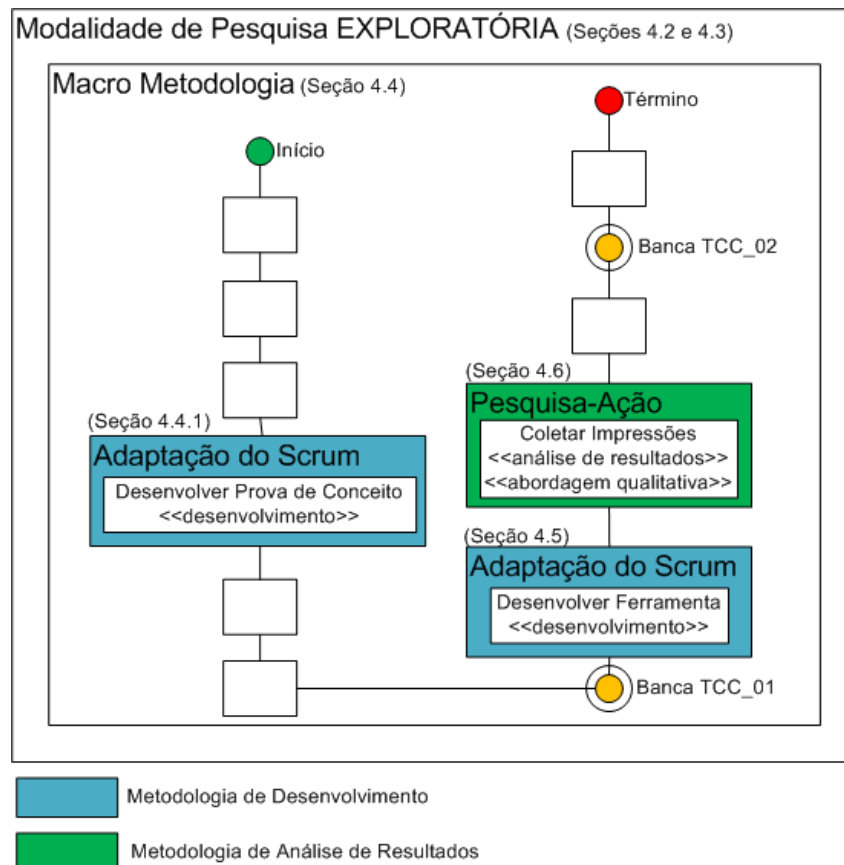 Modalidade de Pesquisa EXPLORATÓRIA (Seções 4.2 e 4.3)
Macro Metodologia (Seção 4.4)
Início
(Seção 4.4.1)
Adaptação do Scrum
Desenvolver Prova de Conceito
<<desenvolvimento>>
Término
Banca TCC_02
(Seção 4.6)
Pesquisa-Ação
Coletar Impressões
<<análise de resultados>>
<<abordagem qualitativa>>
(Seção 4.5)
Adaptação do Scrum
Desenvolver Ferramenta
<<desenvolvimento>>
Banca TCC_01
Metodologia de Desenvolvimento
Metodologia de Análise de Resultados